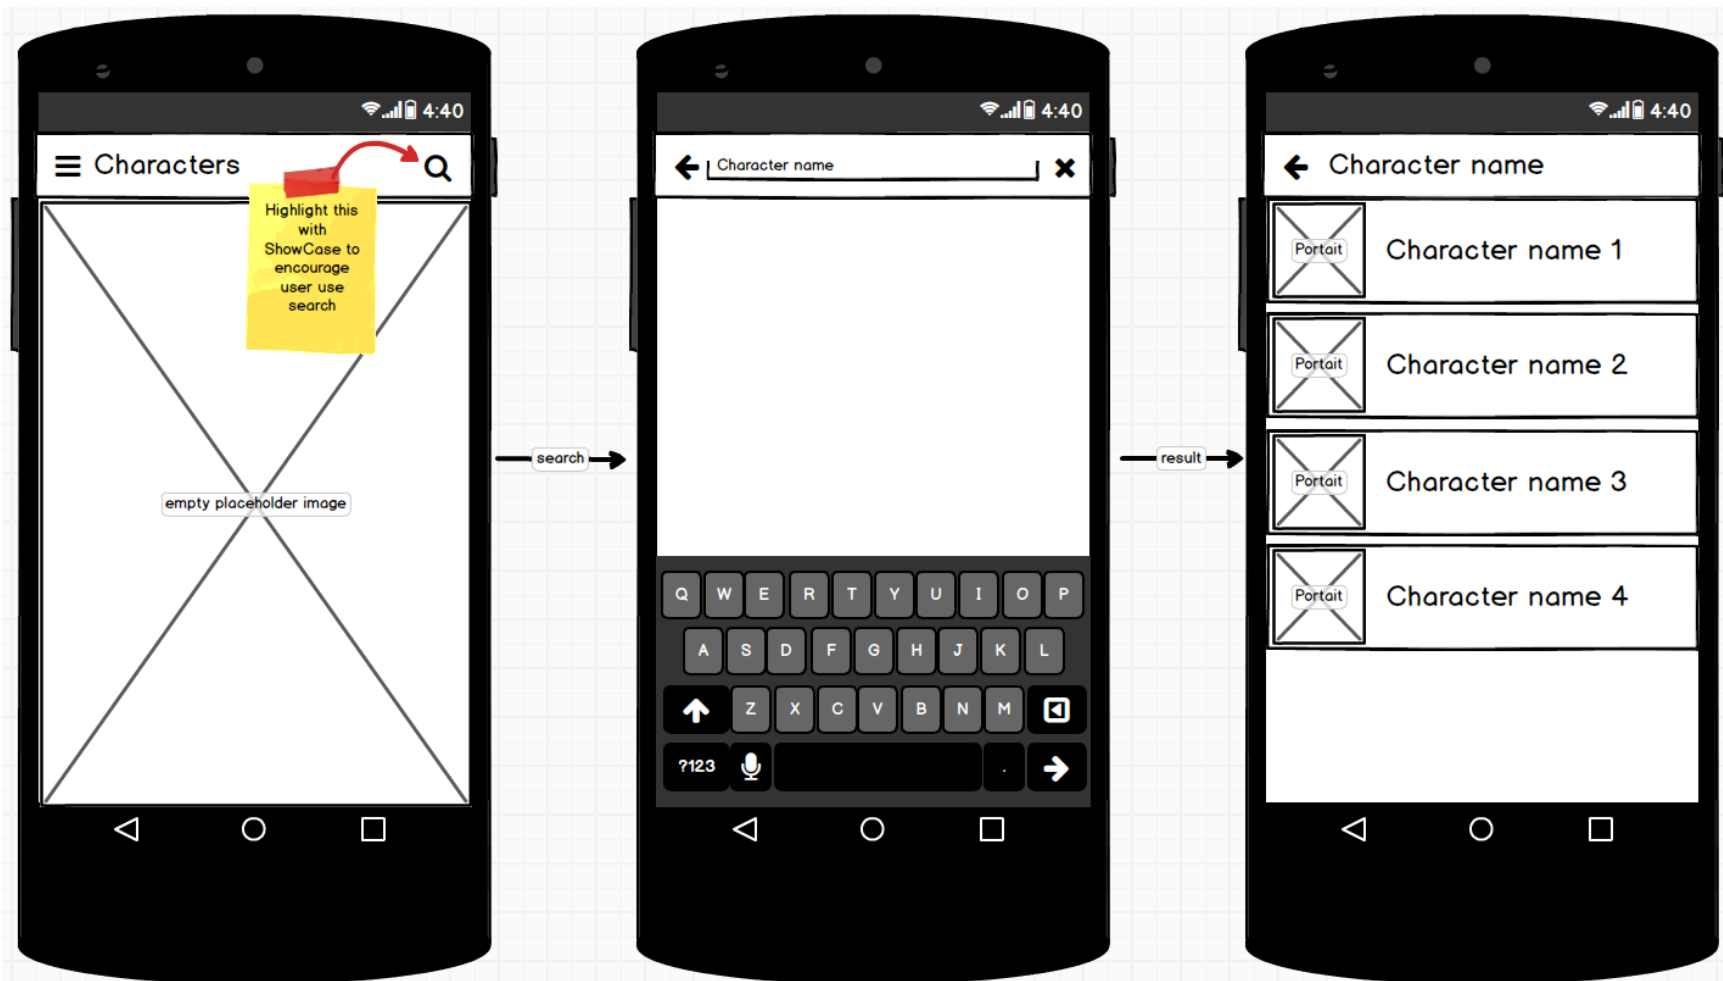 4:40
Characters
Highlight this
with
ShowCase to
encourage
user use
search
empty placeholder image
search
4:40
Character name
Q W E R T Y U I O P
A S D F G H J K L
Z X C V B N M
?123 .
result
4:40
Character name
Portait
Character name 1
Portait
Character name 2
Portait
Character name 3
Portait
Character name 4